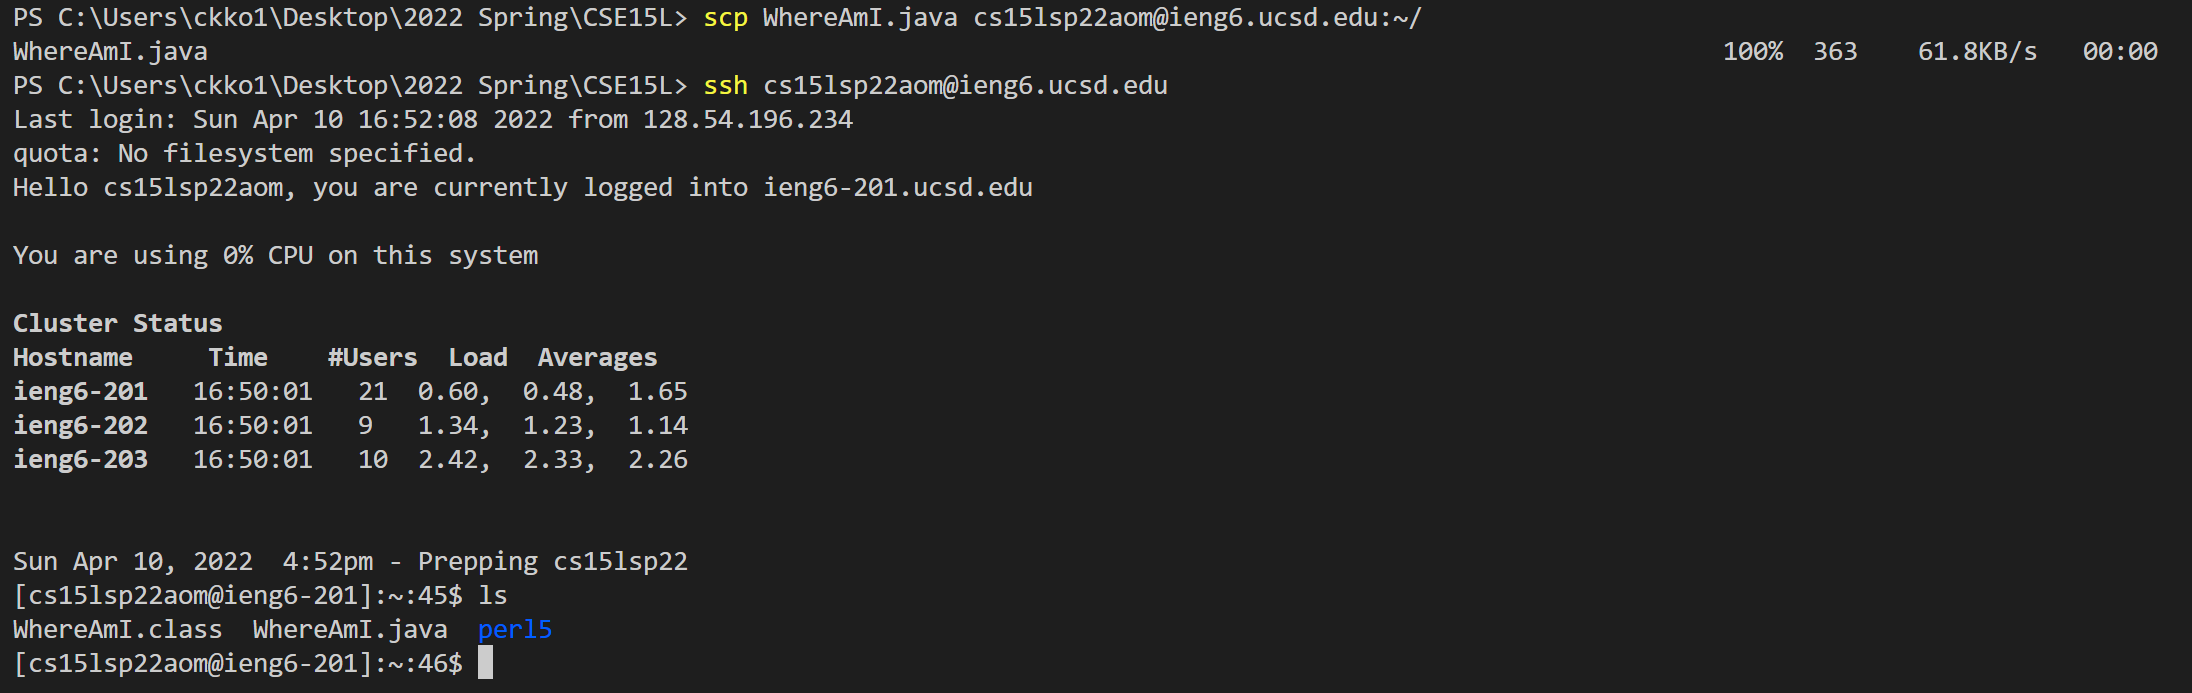 PS C:\Users\ckko1\Desktop\2022 Spring\CSE15L> scp WhereAmI.java cs15lsp22aom@ieng6.ucsd.edu:~/
WhereAmI.java 100% 363 61.8KB/s 00:00
PS C:\Users\ckko1\Desktop\2022 Spring\CSE15L> ssh cs15lsp22aom@ieng6.ucsd.edu
Last login: Sun Apr 10 16:52:08 2022 from 128.54.196.234
quota: No filesystem specified.
Hello cs15lsp22aom, you are currently logged into ieng6-201.ucsd.edu
You are using 0% CPU on this system
Cluster Status
Hostname Time #Users Load Averages
ieng6-201 16:50:01 21 0.60, 0.48, 1.65
ieng6-202 16:50:01 9 1.34, 1.23, 1.14
ieng6-203 16:50:01 10 2.42, 2.33, 2.26
Sun Apr 10, 2022 4:52pm - Prepping cs15lsp22
[cs15lsp22aom@ieng6-201]:~:45$ ls
WhereAmI.class WhereAmI.java perl5
[cs15lsp22aom@ieng6-201]:~:46$